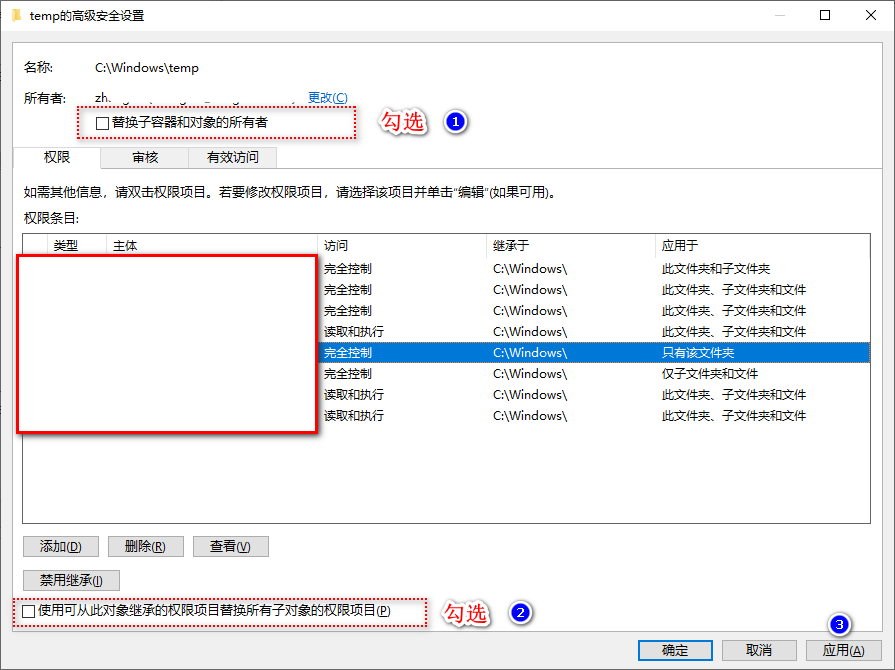 temp的高级安全设置
名称: C:\Windows\temp
所有者: 更改(C)
替换子容器和对象的所有者 勾选 1
权限 审核 有效访问
如需其他信息，请双击权限项目。若要修改权限项目，请选择该项目并单击"编辑"(如果可用)。
权限条目:
类型 主体 访问 继承于 应用于
完全控制 C:\Windows\ 此文件夹和子文件夹
完全控制 C:\Windows\ 此文件夹、子文件夹和文件
完全控制 C:\Windows\ 此文件夹、子文件夹和文件
读取和执行 C:\Windows\ 此文件夹、子文件夹和文件
完全控制 C:\Windows\ 只有该文件夹
完全控制 C:\Windows\ 仅子文件夹和文件
读取和执行 C:\Windows\ 此文件夹、子文件夹和文件
读取和执行 C:\Windows\ 此文件夹、子文件夹和文件
添加(D) 删除(R) 查看(V)
禁用继承(I)
使用可从此对象继承的权限项目替换所有子对象的权限项目(P) 勾选 2
3
确定 取消 应用(A)